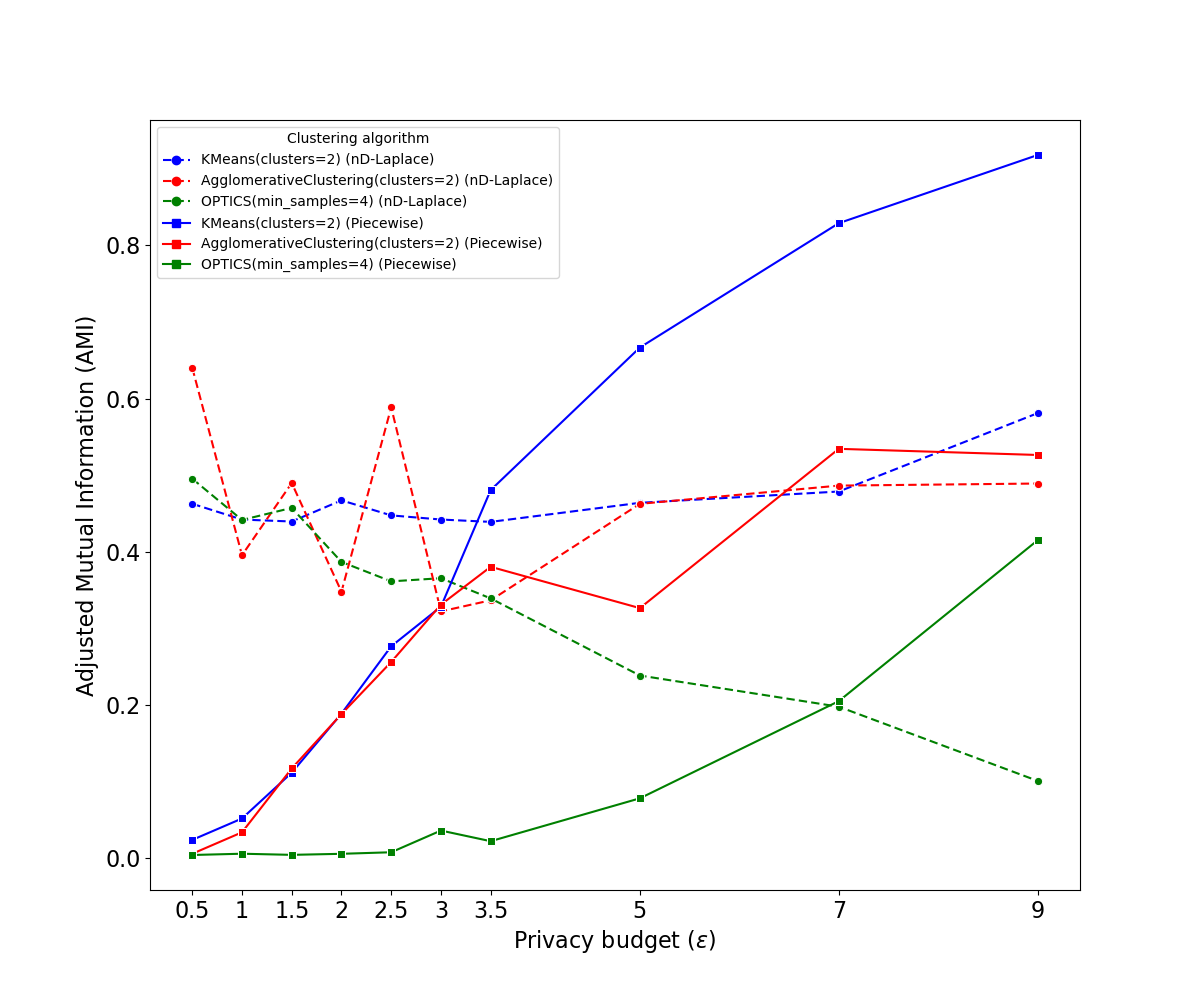 Clustering algorithm
KMeans(clusters=2) (nD-Laplace)
AgglomerativeClustering(clusters=2) (nD-Laplace)
OPTICS(min_samples=4) (nD-Laplace)
KMeans(clusters=2) (Piecewise)
AgglomerativeClustering(clusters=2) (Piecewise)
OPTICS(min_samples=4) (Piecewise)
Adjusted Mutual Information (AMI)
0.8
0.6
0.4
0.2
0.0
0.5 1 1.5 2 2.5 3 3.5 5 7 9
Privacy budget (ε)